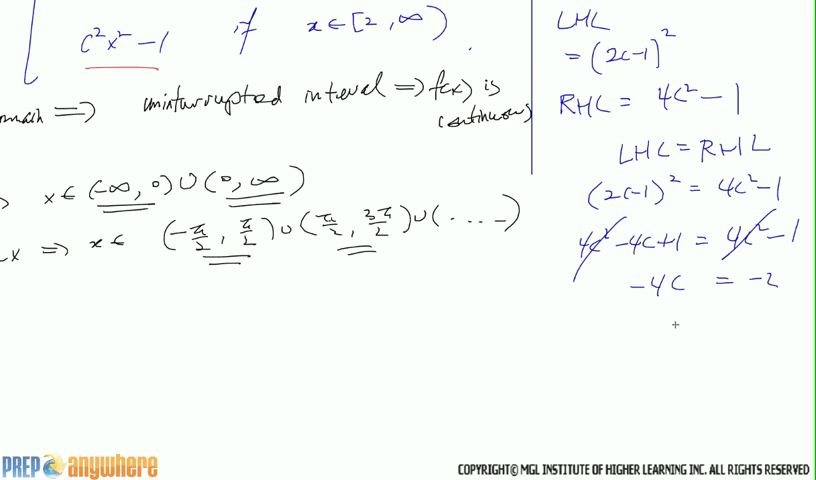 c²x² - 1 if x ∈ [2, ∞).
⟹ uninturrupted interval ⟹ f(x) is continuous
x ∈ (-∞, 0) ∪ (0, ∞)
x ⟹ x ∈ (-π/2, π/2) ∪ (π/2, 3π/2) ∪ (.....)
LHL
= (2c-1)²
RHL = 4c² - 1
LHL = RHL
(2c-1)² = 4c² - 1
4c² - 4c + 1 = 4c² - 1
-4c = -2
PREP anywhere
COPYRIGHT© MGL INSTITUTE OF HIGHER LEARNING INC. ALL RIGHTS RESERVED